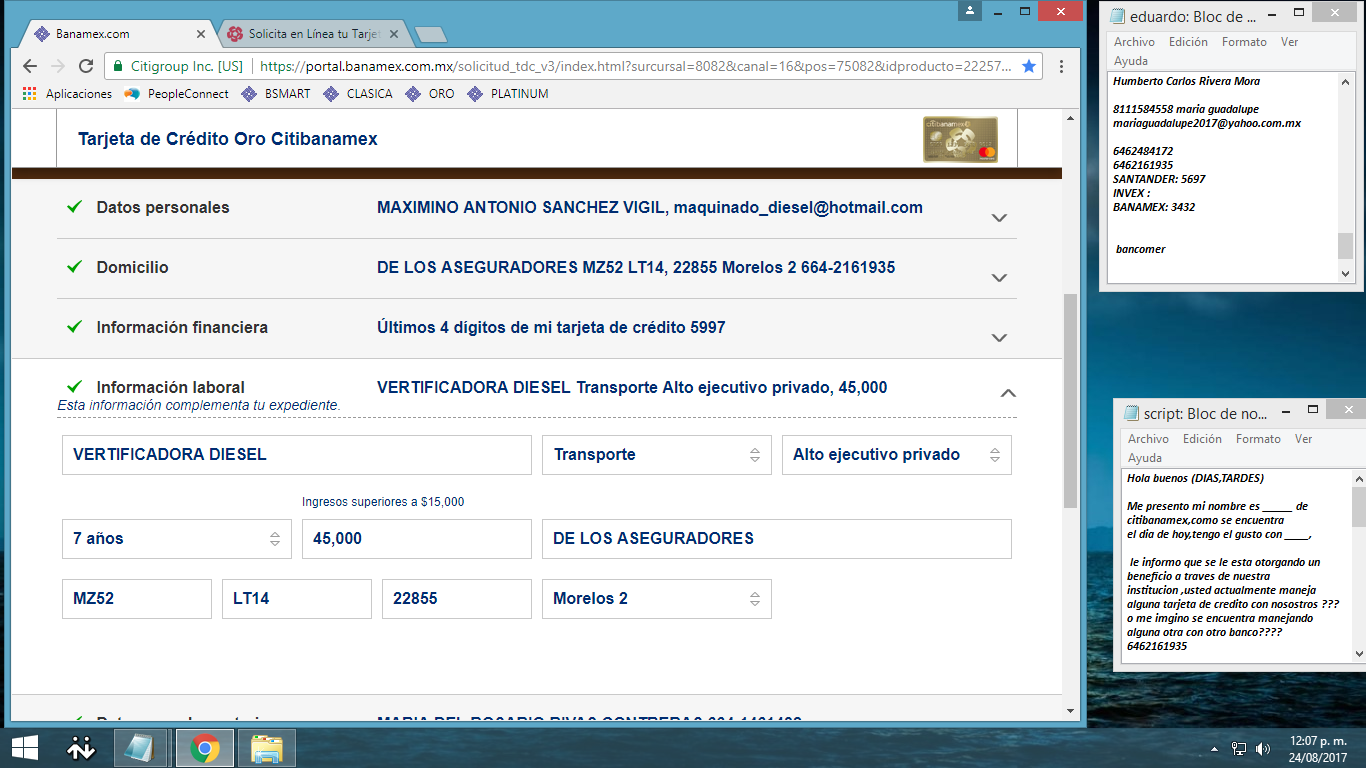 Banamex.com
Solicita en Línea tu Tarjet
Citigroup Inc. [US]
https://portal.banamex.com.mx/solicitud_tdc_v3/index.html?surcursal=8082&canal=16&pos=75082&idproducto=22257...
Aplicaciones
PeopleConnect
BSMART
CLASICA
ORO
PLATINUM
Tarjeta de Crédito Oro Citibanamex
citibanamex
Datos personales
MAXIMINO ANTONIO SANCHEZ VIGIL, maquinado_diesel@hotmail.com
Domicilio
DE LOS ASEGURADORES MZ52 LT14, 22855 Morelos 2 664-2161935
Información financiera
Últimos 4 dígitos de mi tarjeta de crédito 5997
Información laboral
VERTIFICADORA DIESEL Transporte Alto ejecutivo privado, 45,000
Esta información complementa tu expediente.
VERTIFICADORA DIESEL
Transporte
Alto ejecutivo privado
Ingresos superiores a $15,000
7 años
45,000
DE LOS ASEGURADORES
MZ52
LT14
22855
Morelos 2
eduardo: Bloc de ...
Archivo Edición Formato Ver
Ayuda
Humberto Carlos Rivera Mora
8111584558 maria guadalupe
mariaguadalupe2017@yahoo.com.mx
6462484172
6462161935
SANTANDER: 5697
INVEX :
BANAMEX: 3432
bancomer
script: Bloc de no...
Archivo Edición Formato Ver
Ayuda
Hola buenos (DIAS,TARDES)
Me presento mi nombre es _____ de
citibanamex,como se encuentra
el dia de hoy,tengo el gusto con ____,
le informo que se le esta otorgando un
beneficio a traves de nuestra
institucion ,usted actualmente maneja
alguna tarjeta de credito con nosostros ???
o me imgino se encuentra manejando
alguna otra con otro banco????
6462161935
12:07 p. m.
24/08/2017